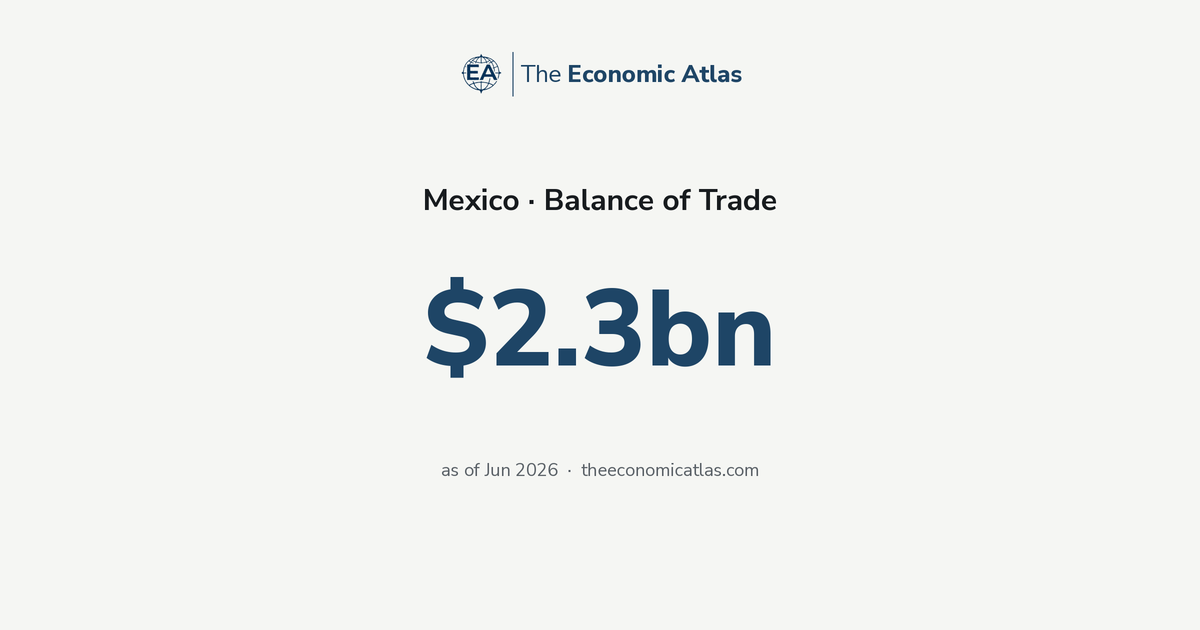 EA The Economic Atlas
Mexico · Balance of Trade
$2.3bn
as of Jun 2026 · theeconomicatlas.com